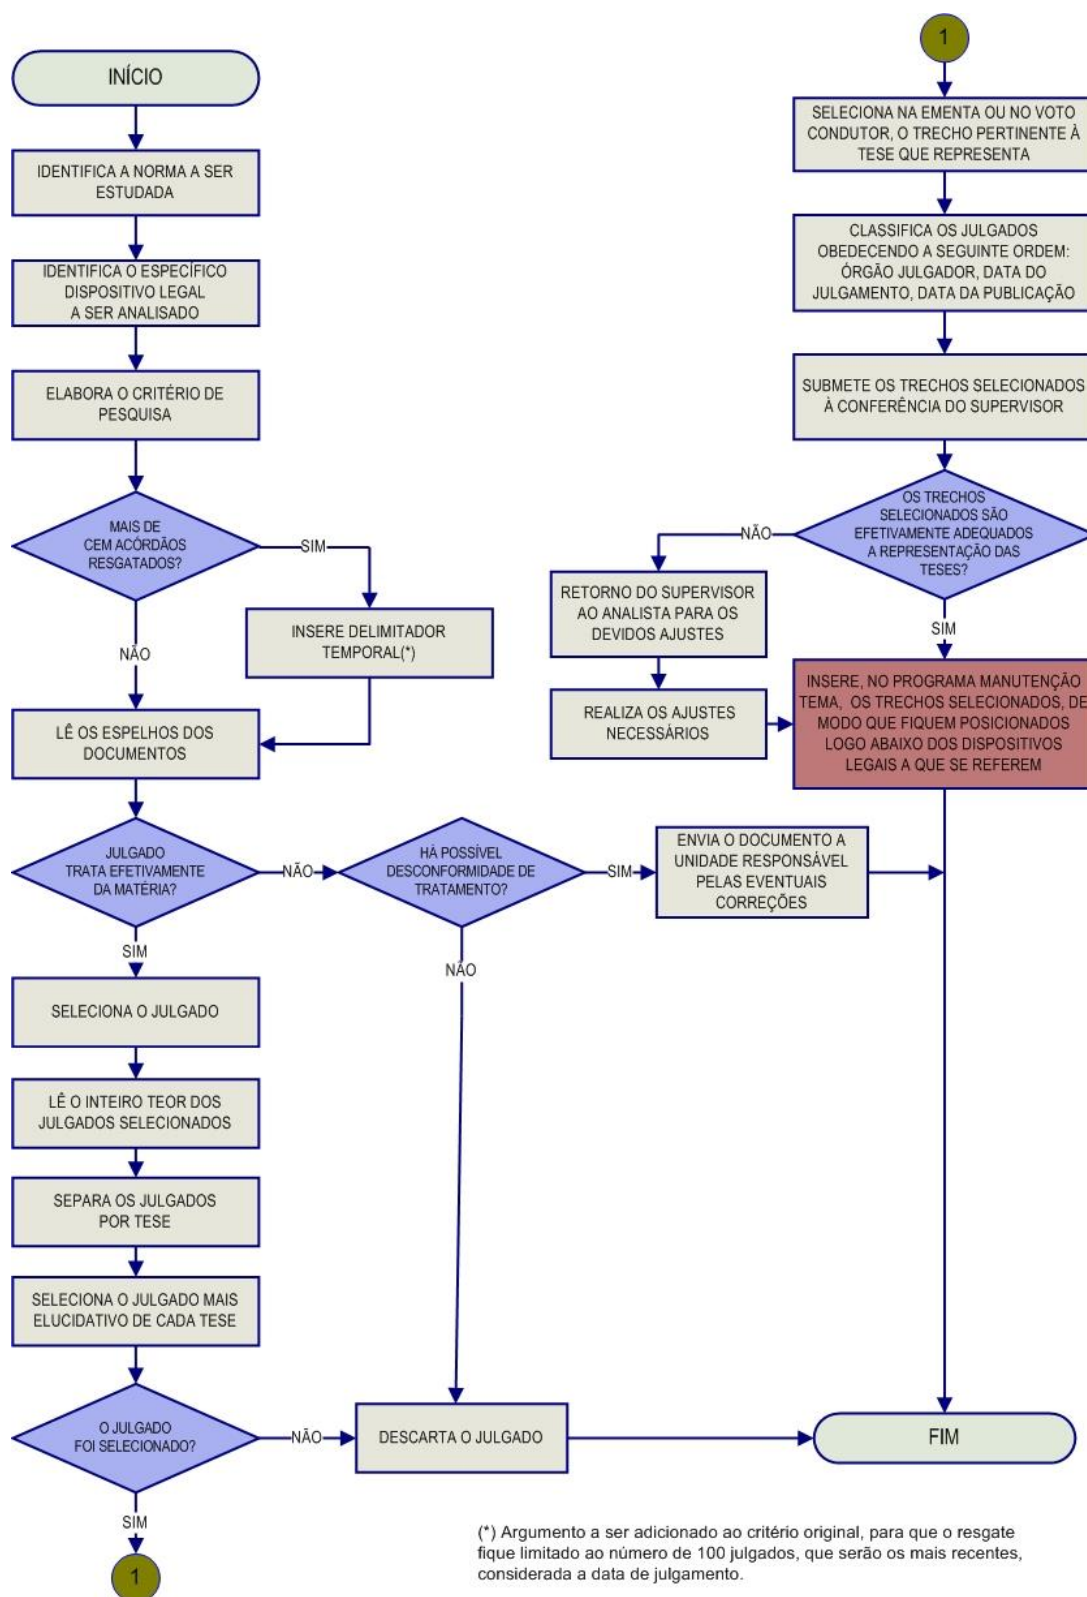 INÍCIO
IDENTIFICA A NORMA A SER
ESTUDADA
IDENTIFICA O ESPECÍFICO
DISPOSITIVO LEGAL
A SER ANALISADO
ELABORA O CRITÉRIO DE
PESQUISA
MAIS DE
CEM ACÓRDÃOS
RESGATADOS?
SIM
INSERE DELIMITADOR
TEMPORAL(*)
NÃO
LÊ OS ESPELHOS DOS
DOCUMENTOS
JULGADO
TRATA EFETIVAMENTE
DA MATÉRIA?
NÃO
HÁ POSSÍVEL
DESCONFORMIDADE DE
TRATAMENTO?
SIM
ENVIA O DOCUMENTO A
UNIDADE RESPONSÁVEL
PELAS EVENTUAIS
CORREÇÕES
NÃO
SIM
SELECIONA O JULGADO
LÊ O INTEIRO TEOR DOS
JULGADOS SELECIONADOS
SEPARA OS JULGADOS
POR TESE
SELECIONA O JULGADO MAIS
ELUCIDATIVO DE CADA TESE
O JULGADO
FOI SELECIONADO?
NÃO
DESCARTA O JULGADO
SIM
1
1
SELECIONA NA EMENTA OU NO VOTO
CONDUTOR, O TRECHO PERTINENTE À
TESE QUE REPRESENTA
CLASSIFICA OS JULGADOS
OBEDECENDO A SEGUINTE ORDEM:
ÓRGÃO JULGADOR, DATA DO
JULGAMENTO, DATA DA PUBLICAÇÃO
SUBMETE OS TRECHOS SELECIONADOS
À CONFERÊNCIA DO SUPERVISOR
OS TRECHOS
SELECIONADOS SÃO
EFETIVAMENTE ADEQUADOS
A REPRESENTAÇÃO DAS
TESES?
NÃO
RETORNO DO SUPERVISOR
AO ANALISTA PARA OS
DEVIDOS AJUSTES
REALIZA OS AJUSTES
NECESSÁRIOS
SIM
INSERE, NO PROGRAMA MANUTENÇÃO
TEMA, OS TRECHOS SELECIONADOS, DE
MODO QUE FIQUEM POSICIONADOS
LOGO ABAIXO DOS DISPOSITIVOS
LEGAIS A QUE SE REFEREM
FIM
(*) Argumento a ser adicionado ao critério original, para que o resgate
fique limitado ao número de 100 julgados, que serão os mais recentes,
considerada a data de julgamento.